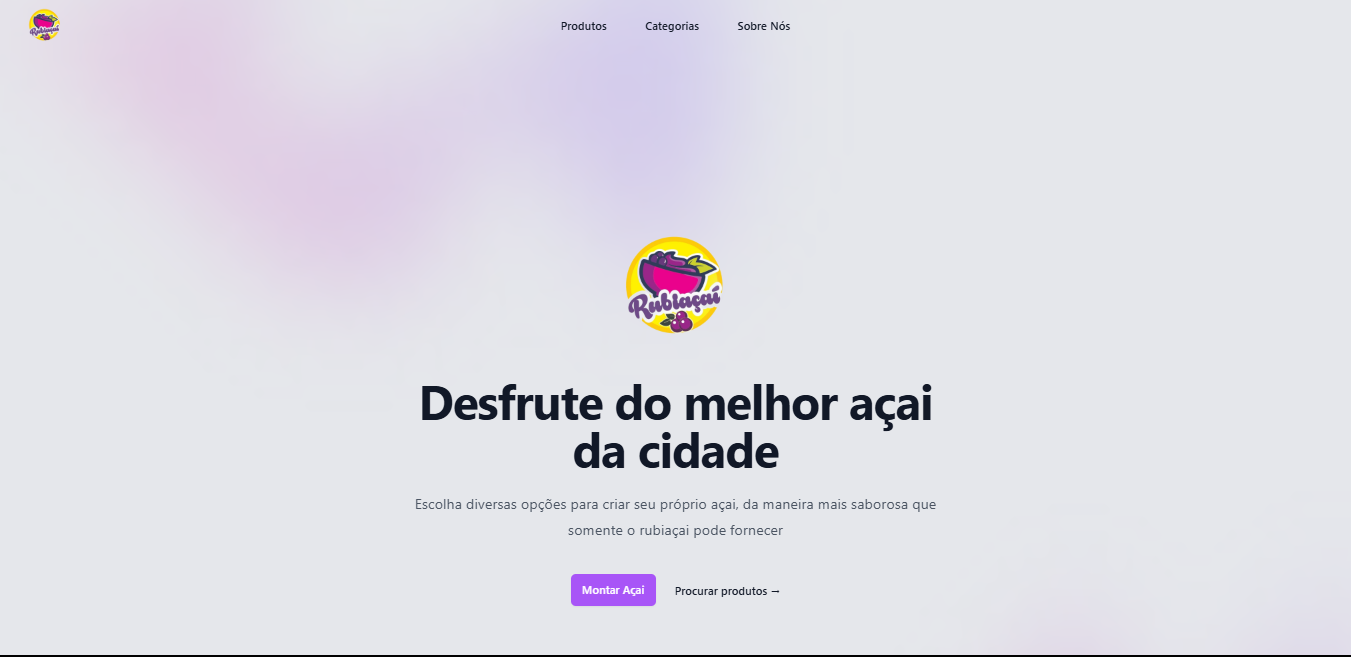 Rubiaçaí
Produtos
Categorias
Sobre Nós
Rubiaçaí
Desfrute do melhor açai
da cidade
Escolha diversas opções para criar seu próprio açai, da maneira mais saborosa que
somente o rubiaçai pode fornecer
Montar Açai
Procurar produtos →